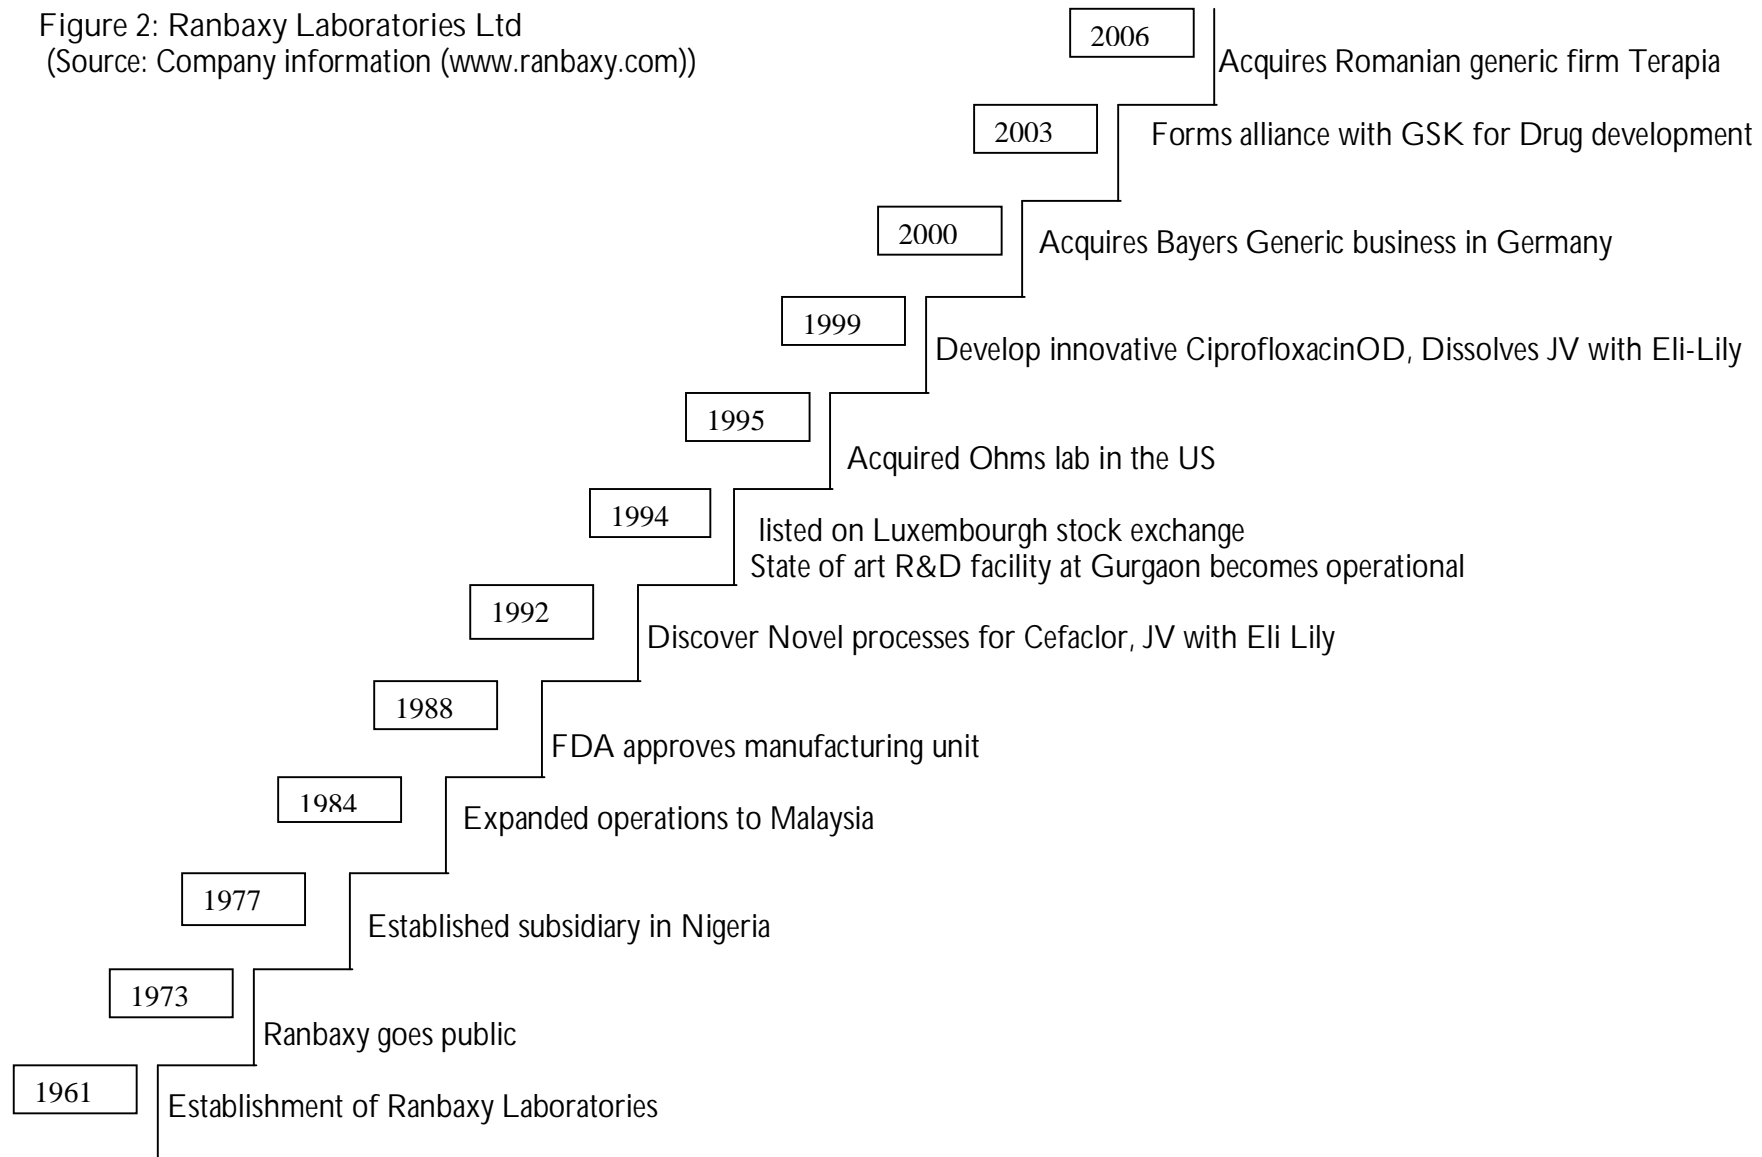 Figure 2: Ranbaxy Laboratories Ltd
(Source: Company information (www.ranbaxy.com))
2006
Acquires Romanian generic firm Terapia
2003
Forms alliance with GSK for Drug development
2000
Acquires Bayers Generic business in Germany
1999
Develop innovative CiprofloxacinOD, Dissolves JV with Eli-Lily
1995
Acquired Ohms lab in the US
1994
listed on Luxembourgh stock exchange
State of art R&D facility at Gurgaon becomes operational
1992
Discover Novel processes for Cefaclor, JV with Eli Lily
1988
FDA approves manufacturing unit
1984
Expanded operations to Malaysia
1977
Established subsidiary in Nigeria
1973
Ranbaxy goes public
1961
Establishment of Ranbaxy Laboratories